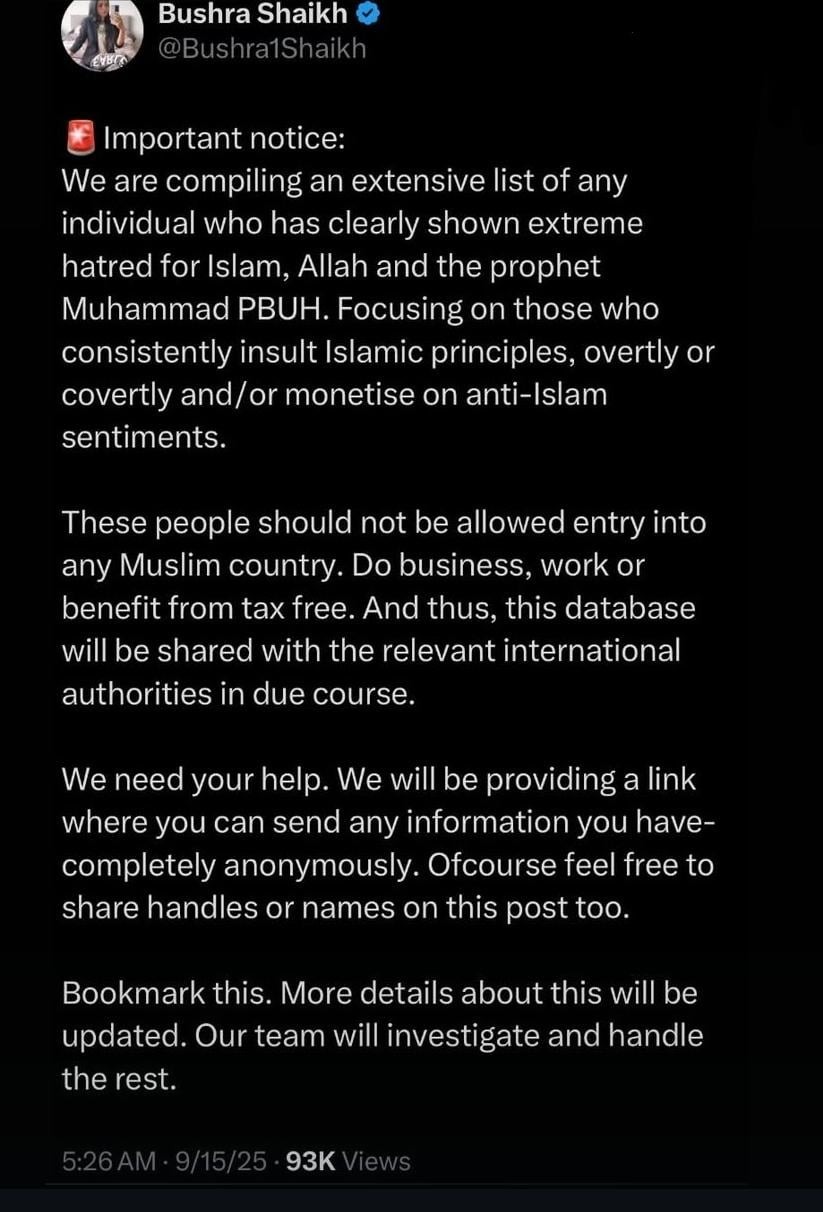 Bushra Shaikh
@Bushra1Shaikh
🚨 Important notice:
We are compiling an extensive list of any
individual who has clearly shown extreme
hatred for Islam, Allah and the prophet
Muhammad PBUH. Focusing on those who
consistently insult Islamic principles, overtly or
covertly and/or monetise on anti-Islam
sentiments.
These people should not be allowed entry into
any Muslim country. Do business, work or
benefit from tax free. And thus, this database
will be shared with the relevant international
authorities in due course.
We need your help. We will be providing a link
where you can send any information you have-
completely anonymously. Ofcourse feel free to
share handles or names on this post too.
Bookmark this. More details about this will be
updated. Our team will investigate and handle
the rest.
5:26 AM · 9/15/25 · 93K Views